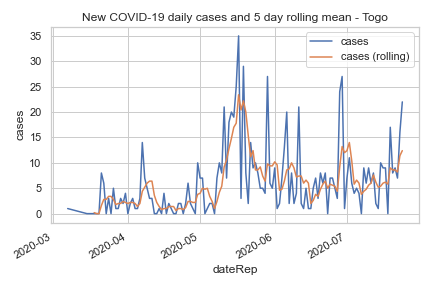 New COVID-19 daily cases and 5 day rolling mean - Togo
cases
cases (rolling)
35
30
25
20
15
10
5
0
cases
2020-03
2020-04
2020-05
2020-06
2020-07
dateRep